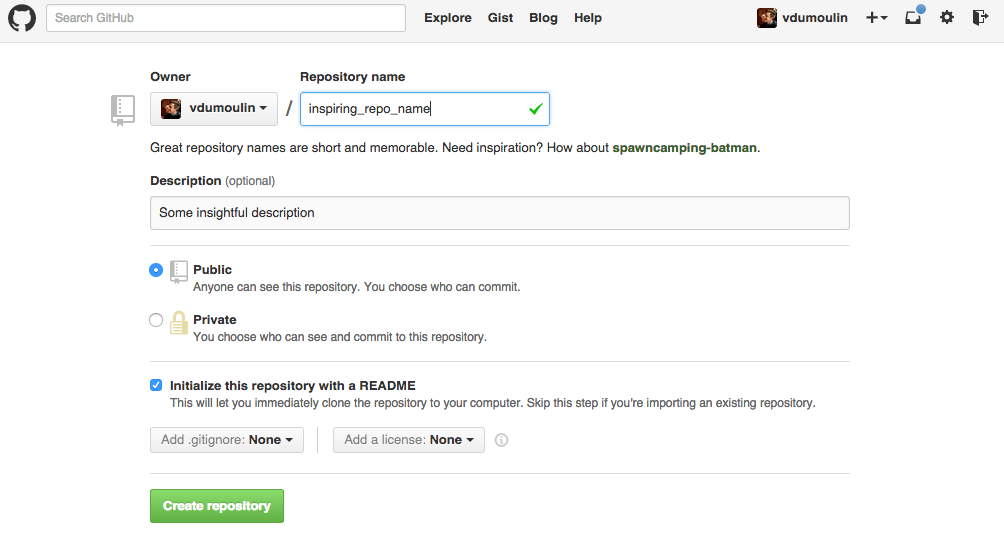 Search GitHub Explore Gist Blog Help vdumoulin
Owner Repository name
vdumoulin / inspiring_repo_name
Great repository names are short and memorable. Need inspiration? How about spawncamping-batman.
Description (optional)
Some insightful description
Public
Anyone can see this repository. You choose who can commit.
Private
You choose who can see and commit to this repository.
Initialize this repository with a README
This will let you immediately clone the repository to your computer. Skip this step if you're importing an existing repository.
Add .gitignore: None Add a license: None
Create repository